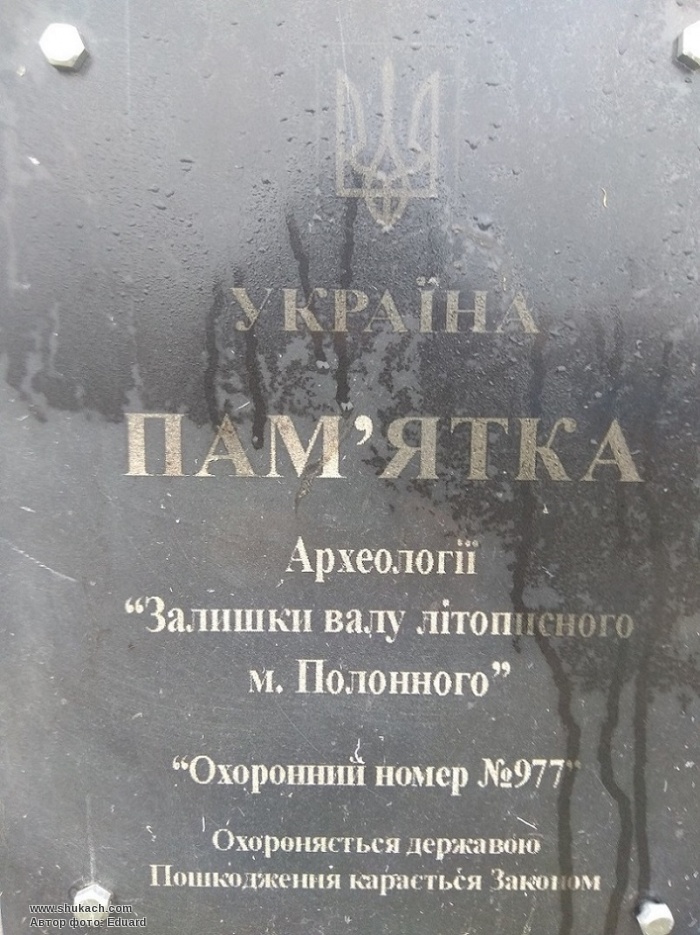 УКРАЇНА
ПАМ’ЯТКА
Археології
“Залишки валу літописного
м. Полонного”
“Охоронний номер №977”
Охороняється державою
Пошкодження карається Законом
www.shukach.com
Автор фото: Eduard